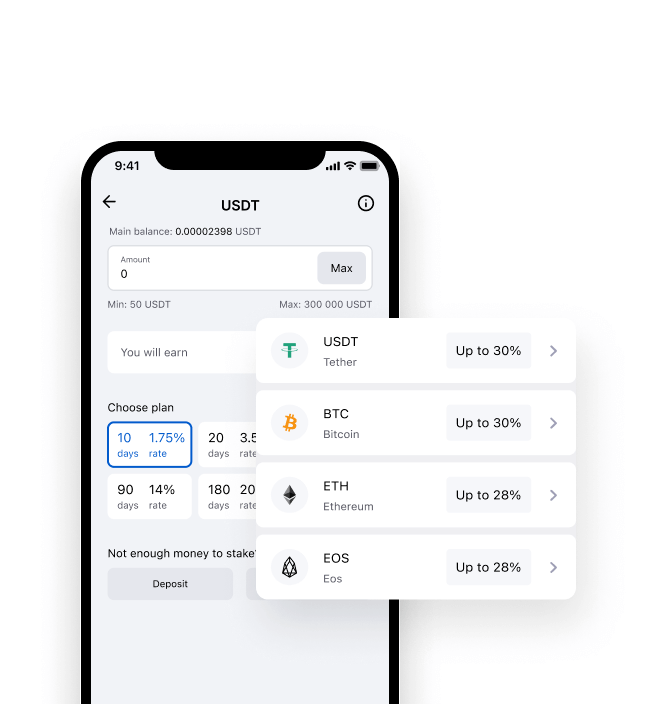 9:41
USDT
Main balance: 0.00002398 USDT
Amount
0
Max
Min: 50 USDT
Max: 300 000 USDT
You will earn
Choose plan
10 days
1.75% rate
20 days
3.5 rate
90 days
14% rate
180 days
20 rate
Not enough money to stake?
Deposit
USDT
Tether
Up to 30%
BTC
Bitcoin
Up to 30%
ETH
Ethereum
Up to 28%
EOS
Eos
Up to 28%